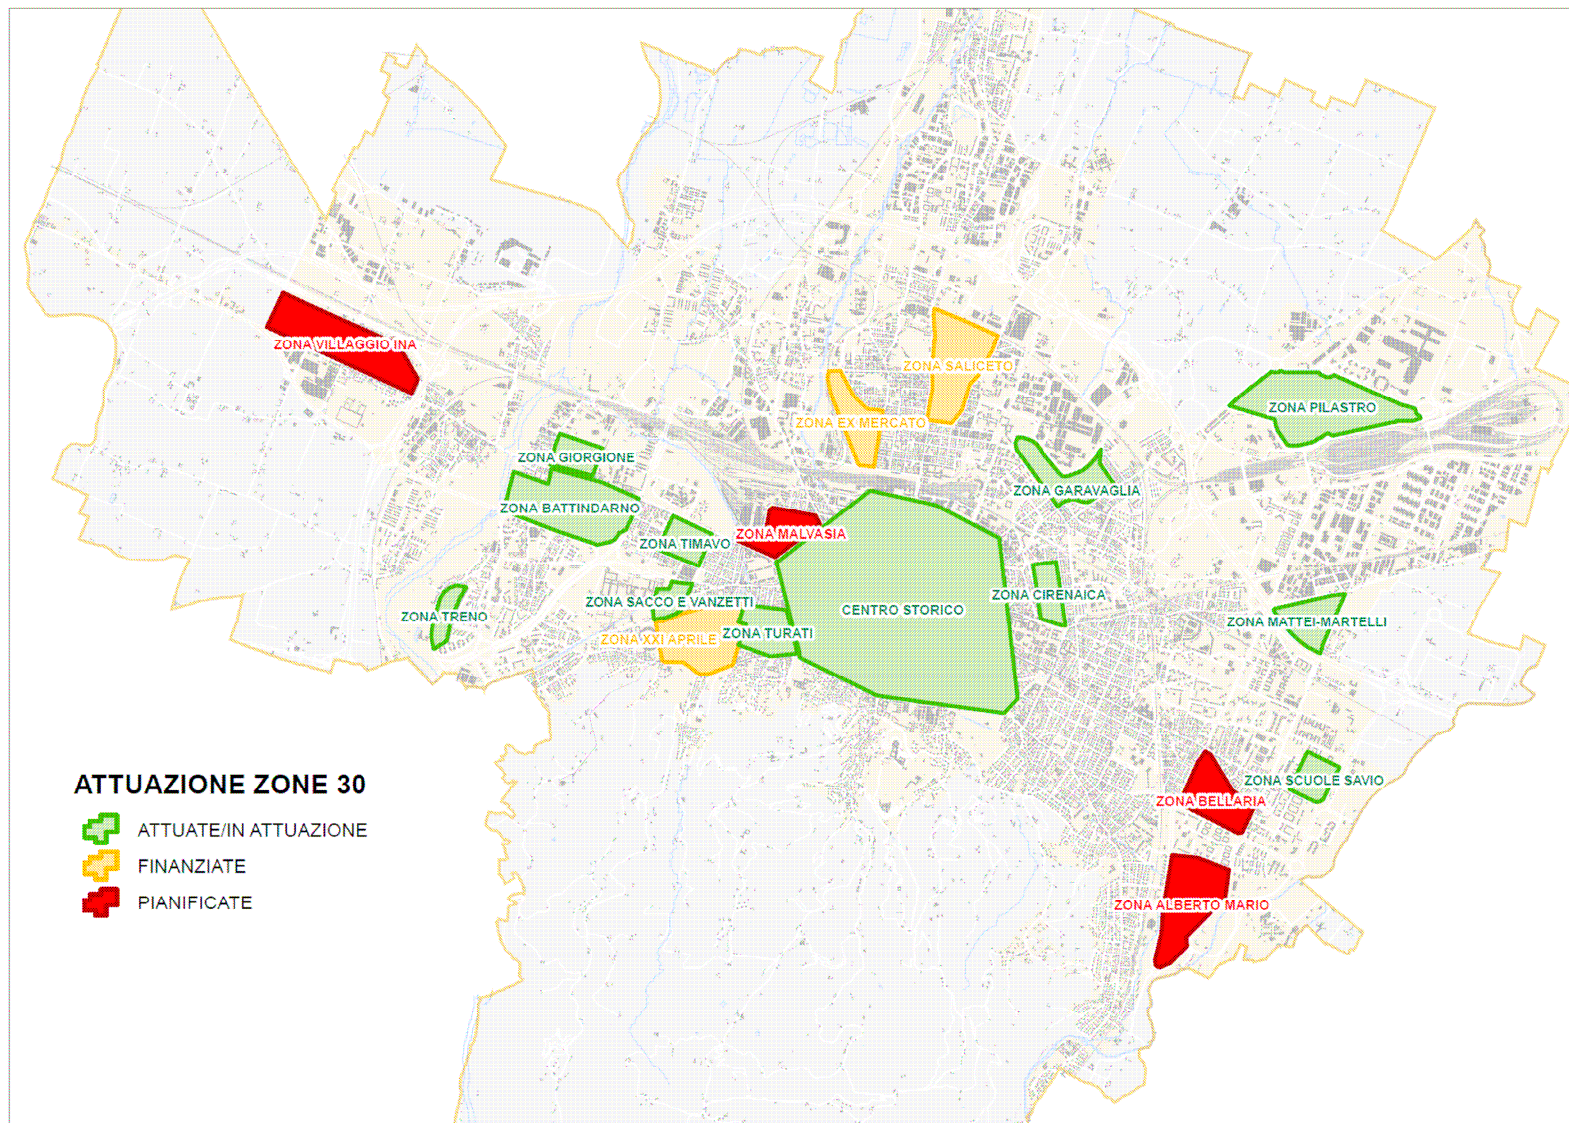 ZONA VILLAGGIO INA
ZONA SALICETO
ZONA EX MERCATO
ZONA PILASTRO
ZONA GIORGIONE
ZONA GARAVAGLIA
ZONA BATTINDARNO
ZONA MALVASIA
ZONA TIMAVO
ZONA CIRENAICA
ZONA SACCO E VANZETTI
CENTRO STORICO
ZONA TRENO
ZONA MATTEI-MARTELLI
ZONA TURATI
ZONA XXI APRILE
ZONA SCUOLE SAVIO
ZONA BELLARIA
ZONA ALBERTO MARIO
ATTUAZIONE ZONE 30
ATTUATE/IN ATTUAZIONE
FINANZIATE
PIANIFICATE